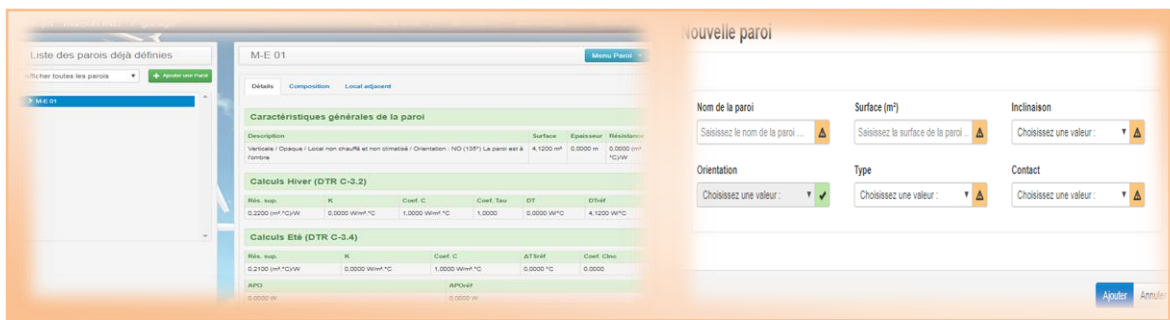 Liste des parois déjà définies
Afficher toutes les parois
Ajouter une Paroi
M-E 01
M-E 01
Menu Paroi
Détails Composition Local adjacent
Caractéristiques générales de la paroi
Description Surface Epaisseur Résistance
Verticale / Opaque / Local non chauffé et non climatisé / Orientation : NO (135°) La paroi est à 4,1200 m² 0,0000 m 0,0000 (m²
l'ombre °C)/W
Calculs Hiver (DTR C-3.2)
Rés. sup. K Coef. C Coef. Tau DT DTréf
0,2200 (m².°C)/W 0,0000 W/m².°C 1,0000 W/m².°C 1,0000 0,0000 W/°C 4,1200 W/°C
Calculs Eté (DTR C-3.4)
Rés. sup. K Coef. C ΔTSréf Coef. CInc
0,2100 (m².°C)/W 0,0000 W/m².°C 1,0000 W/m².°C 0,0000 °C 0,0000
APO APOréf
0,0000 W 0,0000 W
Nouvelle paroi
Nom de la paroi Surface (m²) Inclinaison
Saisissez le nom de la paroi ... Saisissez la surface de la paroi ... Choisissez une valeur :
Orientation Type Contact
Choisissez une valeur : Choisissez une valeur : Choisissez une valeur :
Ajouter Annuler